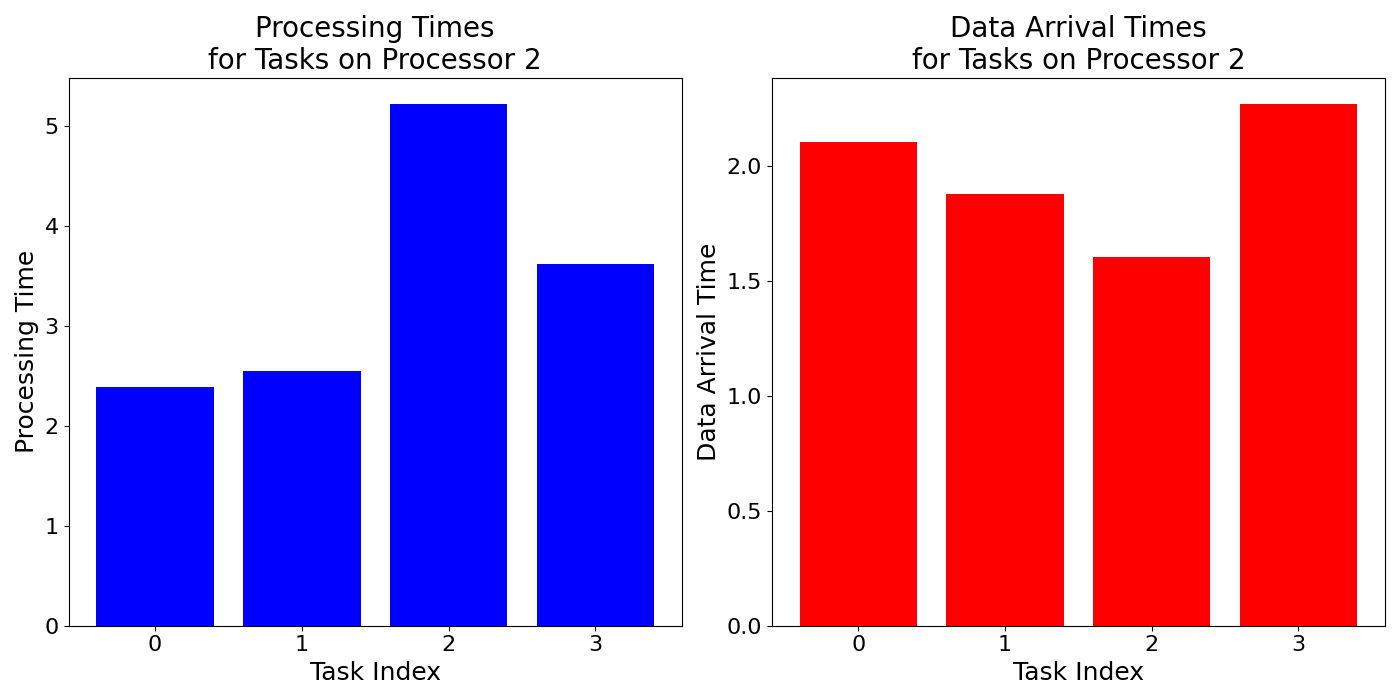 Processing Times
for Tasks on Processor 2
Processing Time
5
4
3
2
1
0
0 1 2 3
Task Index
Data Arrival Times
for Tasks on Processor 2
Data Arrival Time
2.0
1.5
1.0
0.5
0.0
0 1 2 3
Task Index